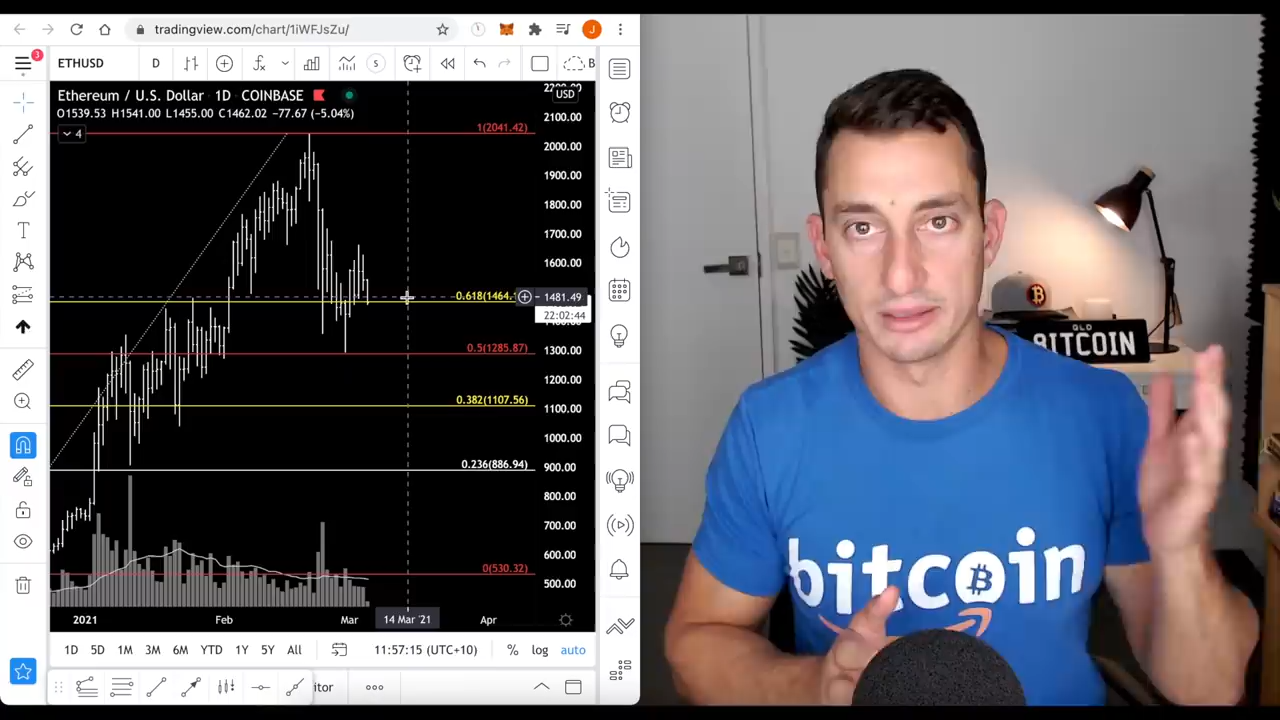 tradingview.com/chart/1iWFJsZu/
J
3
ETHUSD
D
fx
S
B
Ethereum / U.S. Dollar 1D COINBASE
USD
O1539.53 H1541.00 L1455.00 C1462.02 −77.67 (−5.04%)
4
2100.00
1(2041.42)
2000.00
1900.00
1800.00
1700.00
1600.00
0.618(1464.
1481.49
22:02:44
0.5(1285.87)
1300.00
1200.00
0.382(1107.56)
1100.00
1000.00
0.236(886.94)
900.00
800.00
700.00
600.00
0(530.32)
500.00
2021
Feb
Mar
14 Mar '21
Apr
1D 5D 1M 3M 6M YTD 1Y 5Y All
11:57:15 (UTC+10)
% log auto
itor
QLD
BITCOIN
bitcoin